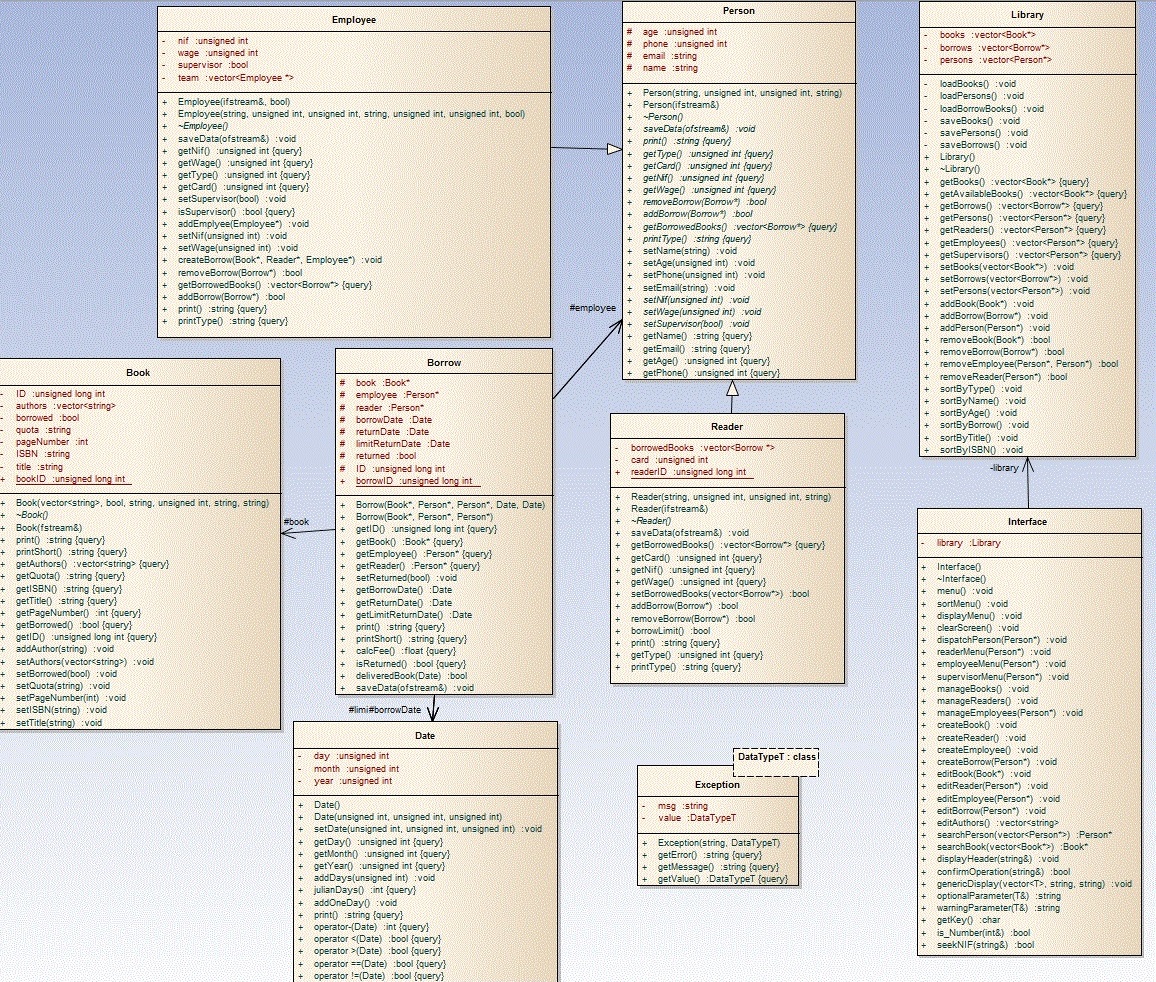 Employee
- nif :unsigned int
- wage :unsigned int
- supervisor :bool
- team :vector<Employee *>
+ Employee(ifstream&, bool)
+ Employee(string, unsigned int, unsigned int, string, unsigned int, unsigned int, bool)
+ ~Employee()
+ saveData(ofstream&) :void
+ getNif() :unsigned int {query}
+ getWage() :unsigned int {query}
+ getType() :unsigned int {query}
+ getCard() :unsigned int {query}
+ setSupervisor(bool) :void
+ isSupervisor() :bool {query}
+ addEmplyee(Employee*) :void
+ setNif(unsigned int) :void
+ setWage(unsigned int) :void
+ createBorrow(Book*, Reader*, Employee*) :void
+ removeBorrow(Borrow*) :bool
+ getBorrowedBooks() :vector<Borrow*> {query}
+ addBorrow(Borrow*) :bool
+ print() :string {query}
+ printType() :string {query}
Person
# age :unsigned int
# phone :unsigned int
# email :string
# name :string
+ Person(string, unsigned int, unsigned int, string)
+ Person(ifstream&)
+ ~Person()
+ saveData(ofstream&) :void
+ print() :string {query}
+ getType() :unsigned int {query}
+ getCard() :unsigned int {query}
+ getNif() :unsigned int {query}
+ getWage() :unsigned int {query}
+ removeBorrow(Borrow*) :bool
+ addBorrow(Borrow*) :bool
+ getBorrowedBooks() :vector<Borrow*> {query}
+ printType() :string {query}
+ setName(string) :void
+ setAge(unsigned int) :void
+ setPhone(unsigned int) :void
+ setEmail(string) :void
+ setNif(unsigned int) :void
+ setWage(unsigned int) :void
+ setSupervisor(bool) :void
+ getName() :string {query}
+ getEmail() :string {query}
+ getAge() :unsigned int {query}
+ getPhone() :unsigned int {query}
Library
- books :vector<Book*>
- borrows :vector<Borrow*>
- persons :vector<Person*>
- loadBooks() :void
- loadPersons() :void
- loadBorrowBooks() :void
- saveBooks() :void
- savePersons() :void
- saveBorrows() :void
+ Library()
+ ~Library()
+ getBooks() :vector<Book*> {query}
+ getAvailableBooks() :vector<Book*> {query}
+ getBorrows() :vector<Borrow*> {query}
+ getPersons() :vector<Person*> {query}
+ getReaders() :vector<Person*> {query}
+ getEmployees() :vector<Person*> {query}
+ getSupervisors() :vector<Person*> {query}
+ setBooks(vector<Book*>) :void
+ setBorrows(vector<Borrow*>) :void
+ setPersons(vector<Person*>) :void
+ addBook(Book*) :void
+ addBorrow(Borrow*) :void
+ addPerson(Person*) :void
+ removeBook(Book*) :bool
+ removeBorrow(Borrow*) :bool
+ removeEmployee(Person*, Person*) :bool
+ removeReader(Person*) :bool
+ sortByType() :void
+ sortByName() :void
+ sortByAge() :void
+ sortByBorrow() :void
+ sortByTitle() :void
+ sortByISBN() :void
#employee
Book
- ID :unsigned long int
- authors :vector<string>
- borrowed :bool
- quota :string
- pageNumber :int
- ISBN :string
- title :string
- bookID :unsigned long int
+ Book(vector<string>, bool, string, unsigned int, string, string)
+ ~Book()
+ Book(fstream&)
+ print() :string {query}
+ printShort() :string {query}
+ getAuthors() :vector<string> {query}
+ getQuota() :string {query}
+ getISBN() :string {query}
+ getTitle() :string {query}
+ getPageNumber() :int {query}
+ getBorrowed() :bool {query}
+ getID() :unsigned long int {query}
+ addAuthor(string) :void
+ setAuthors(vector<string>) :void
+ setBorrowed(bool) :void
+ setQuota(string) :void
+ setPageNumber(int) :void
+ setISBN(string) :void
+ setTitle(string) :void
#book
Borrow
# book :Book*
# employee :Person*
# reader :Person*
# borrowDate :Date
# returnDate :Date
# limitReturnDate :Date
# returned :bool
# ID :unsigned long int
+ borrowID :unsigned long int
+ Borrow(Book*, Person*, Person*, Date, Date)
+ Borrow(Book*, Person*, Person*)
+ getID() :unsigned long int {query}
+ getBook() :Book* {query}
+ getEmployee() :Person* {query}
+ getReader() :Person* {query}
+ setReturned(bool) :void
+ getBorrowDate() :Date
+ getReturnDate() :Date
+ getLimitReturnDate() :Date
+ print() :string {query}
+ printShort() :string {query}
+ calcFee() :float {query}
+ isReturned() :bool {query}
+ deliveredBook(Date) :bool
+ saveData(ofstream&) :void
Reader
- borrowedBooks :vector<Borrow *>
- card :unsigned int
+ readerID :unsigned long int
+ Reader(string, unsigned int, unsigned int, string)
+ Reader(ifstream&)
+ ~Reader()
+ saveData(ofstream&) :void
+ getBorrowedBooks() :vector<Borrow*> {query}
+ getCard() :unsigned int {query}
+ getNif() :unsigned int {query}
+ getWage() :unsigned int {query}
+ setBorrowedBooks(vector<Borrow*>) :bool
+ addBorrow(Borrow*) :bool
+ removeBorrow(Borrow*) :bool
+ borrowLimit() :bool
+ print() :string {query}
+ getType() :unsigned int {query}
+ printType() :string {query}
-library
Interface
- library :Library
+ Interface()
+ ~Interface()
+ menu() :void
+ sortMenu() :void
+ displayMenu() :void
+ clearScreen() :void
+ dispatchPerson(Person*) :void
+ readerMenu(Person*) :void
+ employeeMenu(Person*) :void
+ supervisorMenu(Person*) :void
+ manageBooks() :void
+ manageReaders() :void
+ manageEmployees(Person*) :void
+ createBook() :void
+ createReader() :void
+ createEmployee() :void
+ createBorrow(Person*) :void
+ editBook(Book*) :void
+ editReader(Person*) :void
+ editEmployee(Person*) :void
+ editBorrow(Person*) :void
+ editAuthors() :vector<string>
+ searchPerson(vector<Person*>) :Person*
+ searchBook(vector<Book*>) :Book*
+ displayHeader(string&) :void
+ confirmOperation(string&) :bool
+ genericDisplay(vector<T>, string, string) :void
+ optionalParameter(T&) :string
+ warningParameter(T&) :string
+ getKey() :char
+ is_Number(int&) :bool
+ seekNIF(string&) :bool
#limi#borrowDate
Date
- day :unsigned int
- month :unsigned int
- year :unsigned int
+ Date()
+ Date(unsigned int, unsigned int, unsigned int)
+ setDate(unsigned int, unsigned int, unsigned int) :void
+ getDay() :unsigned int {query}
+ getMonth() :unsigned int {query}
+ getYear() :unsigned int {query}
+ addDays(unsigned int) :void
+ julianDays() :int {query}
+ addOneDay() :void
+ print() :string {query}
+ operator-(Date) :int {query}
+ operator <(Date) :bool {query}
+ operator >(Date) :bool {query}
+ operator ==(Date) :bool {query}
+ operator !=(Date) :bool {query}
DataTypeT : class
Exception
- msg :string
- value :DataTypeT
+ Exception(string, DataTypeT)
+ getError() :string {query}
+ getMessage() :string {query}
+ getValue() :DataTypeT {query}